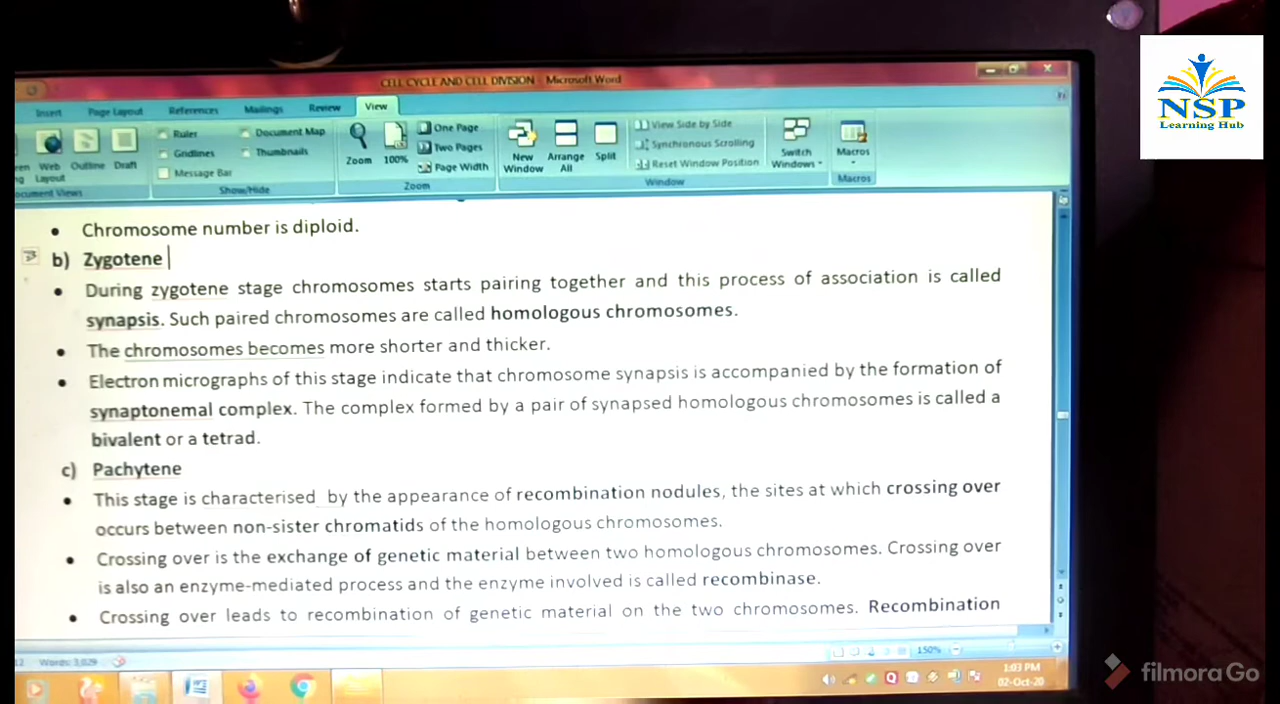 NSP
Learning Hub
CELL CYCLE AND CELL DIVISION - Microsoft Word
Insert Page Layout References Mailings Review View
Web Layout Outline Draft
Ruler Document Map
Gridlines Thumbnails
Message Bar
Show/Hide
Zoom 100%
One Page
Two Pages
Page Width
Zoom
New Window Arrange All Split
View Side by Side
Synchronous Scrolling
Reset Window Position
Window
Switch Windows
Macros
Macros
• Chromosome number is diploid.
b) Zygotene
• During zygotene stage chromosomes starts pairing together and this process of association is called
synapsis. Such paired chromosomes are called homologous chromosomes.
• The chromosomes becomes more shorter and thicker.
• Electron micrographs of this stage indicate that chromosome synapsis is accompanied by the formation of
synaptonemal complex. The complex formed by a pair of synapsed homologous chromosomes is called a
bivalent or a tetrad.
c) Pachytene
• This stage is characterised by the appearance of recombination nodules, the sites at which crossing over
occurs between non-sister chromatids of the homologous chromosomes.
• Crossing over is the exchange of genetic material between two homologous chromosomes. Crossing over
is also an enzyme-mediated process and the enzyme involved is called recombinase.
• Crossing over leads to recombination of genetic material on the two chromosomes. Recombination
Words: 3,029
150%
1:03 PM
02-Oct-20
filmoraGo